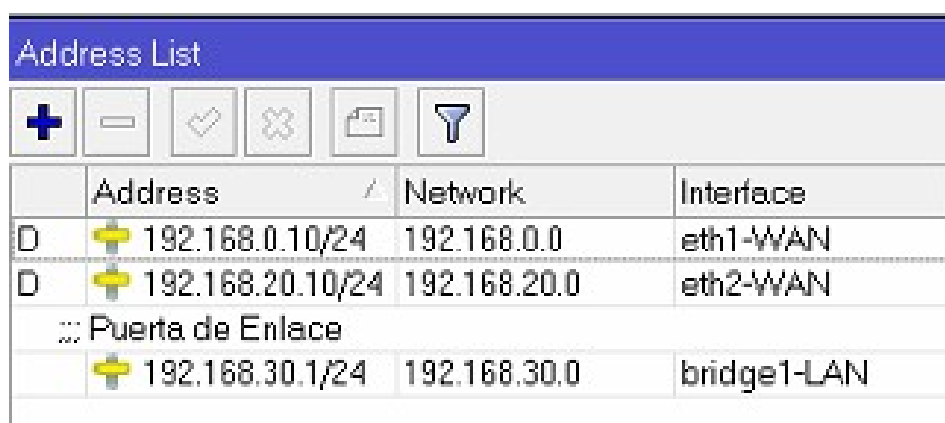 Address List
Address Network Interface
D 192.168.0.10/24 192.168.0.0 eth1-WAN
D 192.168.20.10/24 192.168.20.0 eth2-WAN
;;; Puerta de Enlace
192.168.30.1/24 192.168.30.0 bridge1-LAN